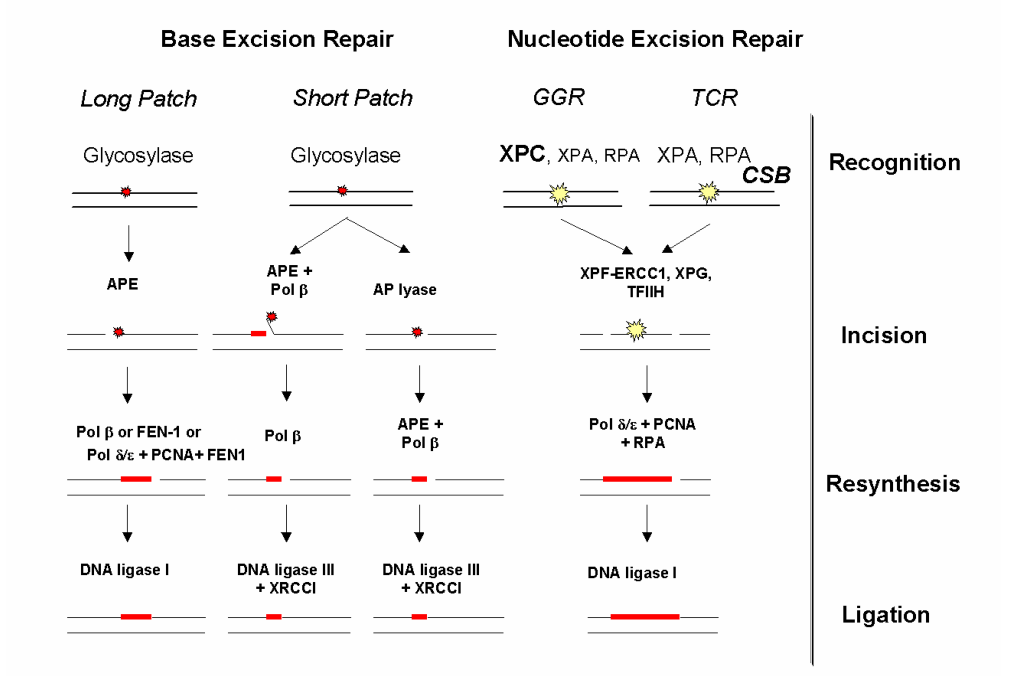 Base Excision Repair
Nucleotide Excision Repair
Long Patch
Short Patch
GGR
TCR
Glycosylase
Glycosylase
XPC, XPA, RPA
XPA, RPA
CSB
Recognition
APE
APE +
Pol β
AP lyase
XPF-ERCC1, XPG,
TFIIH
Incision
Pol β or FEN-1 or
Pol δ/ε + PCNA+ FEN1
Pol β
APE +
Pol β
Pol δ/ε + PCNA
+ RPA
Resynthesis
DNA ligase I
DNA ligase III
+ XRCCI
DNA ligase III
+ XRCCI
DNA ligase I
Ligation